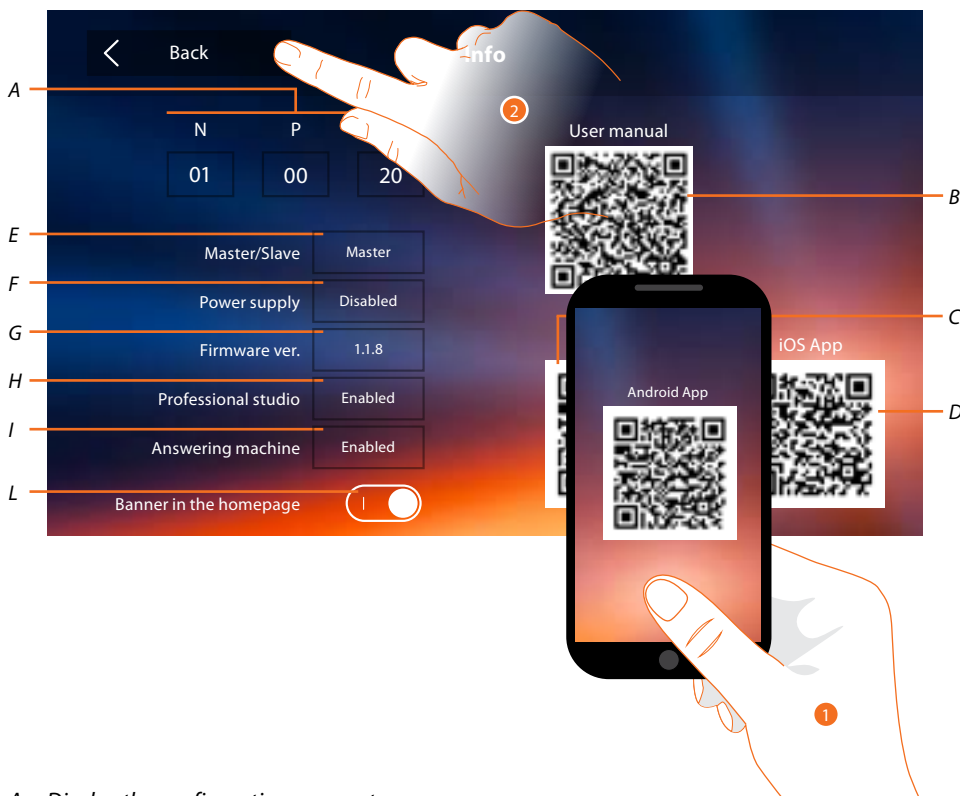 Back
Info
A
2
N P
User manual
01 00 20
B
E
Master/Slave Master
F
Power supply Disabled
C
G
Firmware ver. 1.1.8
iOS App
H
Professional studio Enabled
Android App
D
I
Answering machine Enabled
L
Banner in the homepage
1